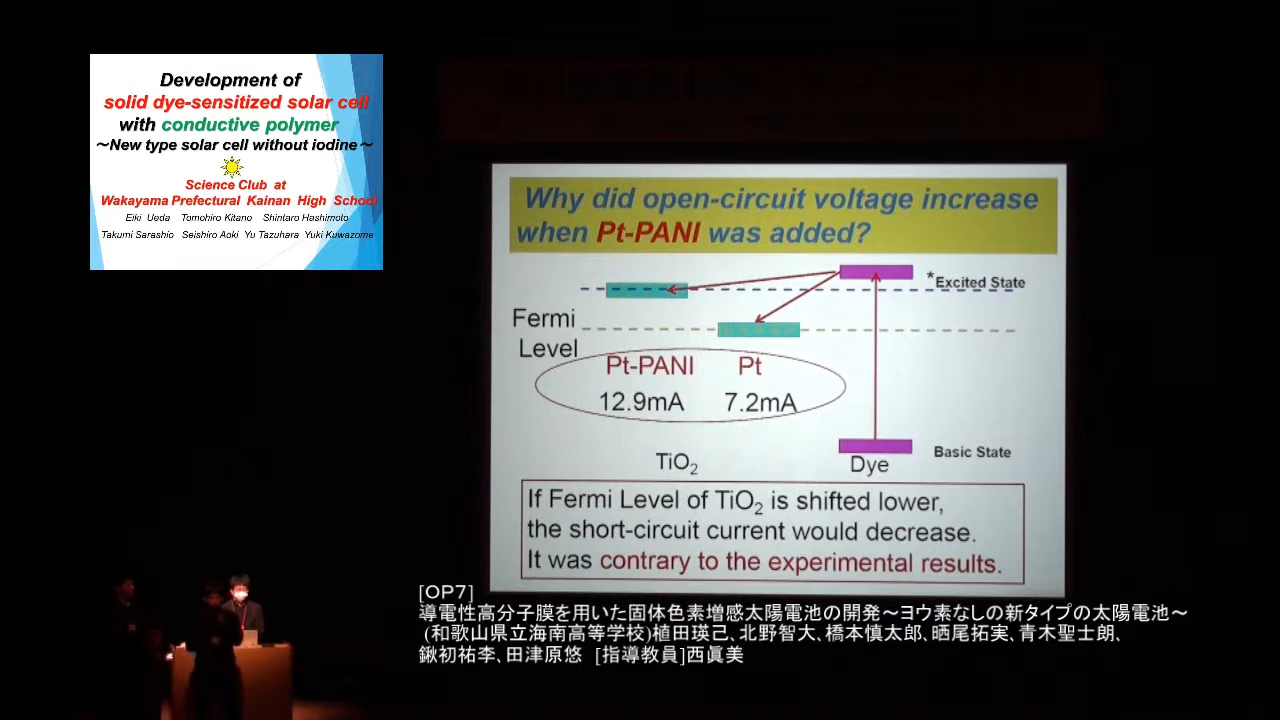 Development of
solid dye-sensitized solar cell
with conductive polymer
～New type solar cell without iodine～
Science Club at
Wakayama Prefectural Kainan High School
Eiki Ueda Tomohiro Kitano Shintaro Hashimoto
Takumi Sarashio Seishiro Aoki Yu Tazuhara Yuki Kuwazome
Why did open-circuit voltage increase
when Pt-PANI was added?
*Excited State
Fermi
Level
Pt-PANI Pt
12.9mA 7.2mA
Basic State
TiO₂ Dye
If Fermi Level of TiO₂ is shifted lower,
the short-circuit current would decrease.
It was contrary to the experimental results.
[OP7]
導電性高分子膜を用いた固体色素増感太陽電池の開発～ヨウ素なしの新タイプの太陽電池～
(和歌山県立海南高等学校)植田瑛己、北野智大、橋本慎太郎、晒尾拓実、青木聖士朗、
鍬初祐李、田津原悠 [指導教員]西眞美